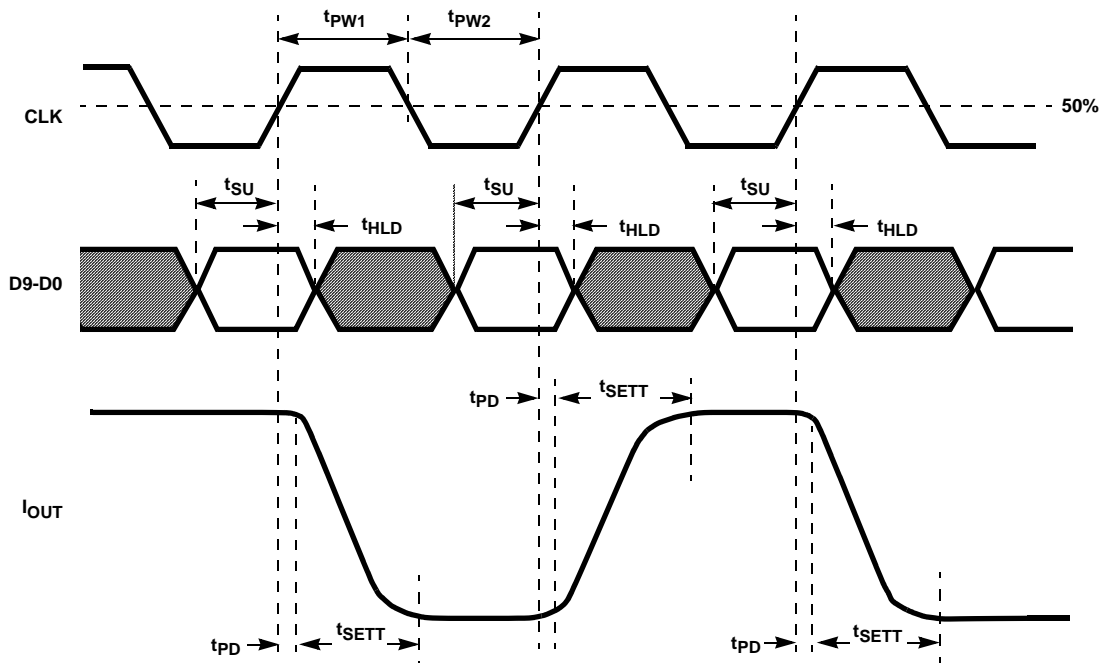 tPW1 tPW2
CLK
50%
tSU tSU tSU
tHLD tHLD tHLD
D9-D0
tPD tSETT
IOUT
tPD tSETT tPD tSETT